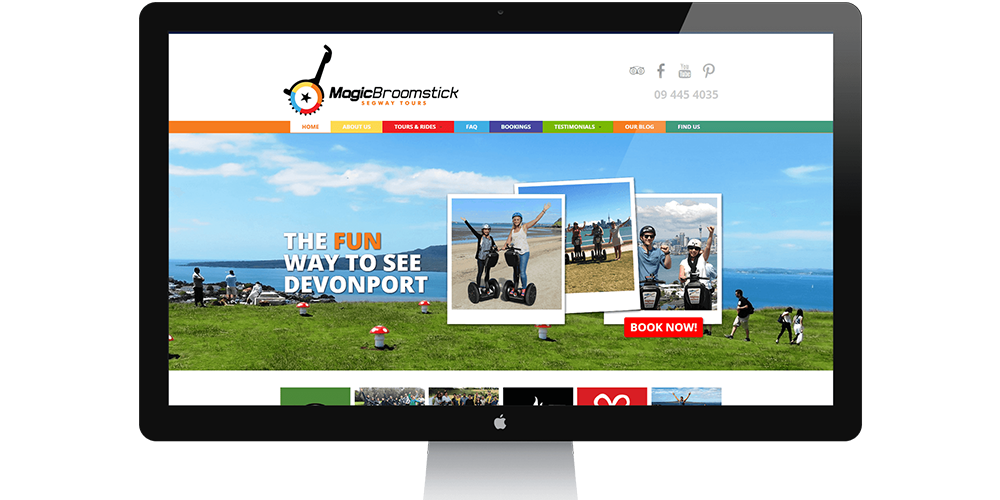 MagicBroomstick
SEGWAY TOURS
You
Tube
09 445 4035
HOME ABOUT US TOURS & RIDES FAQ BOOKINGS TESTIMONIALS OUR BLOG FIND US
THE FUN
WAY TO SEE
DEVONPORT
BOOK NOW!